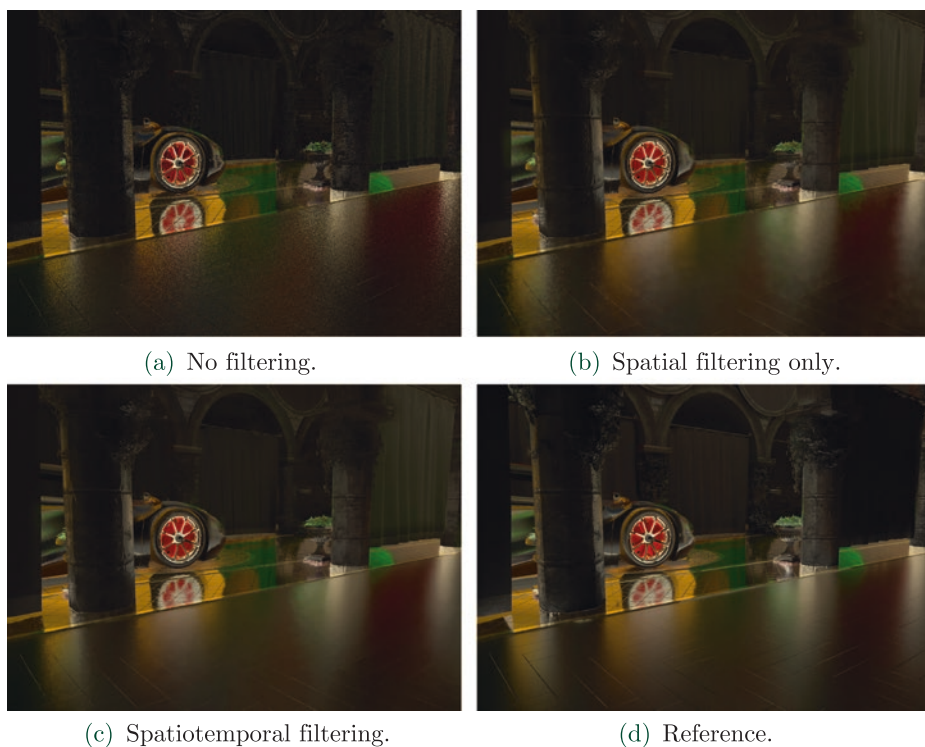 (a) No filtering.
(b) Spatial filtering only.
(c) Spatiotemporal filtering.
(d) Reference.